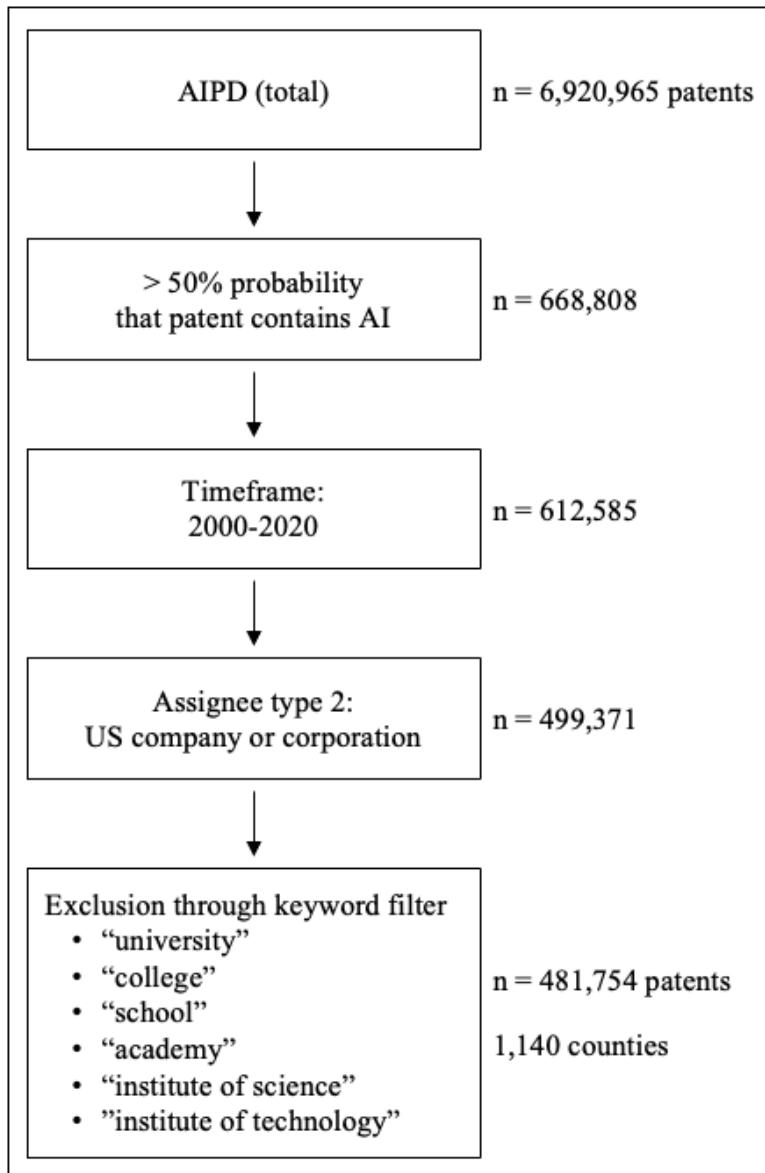 AIPD (total)
n = 6,920,965 patents
> 50% probability
that patent contains AI
n = 668,808
Timeframe:
2000-2020
n = 612,585
Assignee type 2:
US company or corporation
n = 499,371
Exclusion through keyword filter
• “university”
• “college”
• “school”
• “academy”
• “institute of science”
• ”institute of technology”
n = 481,754 patents
1,140 counties